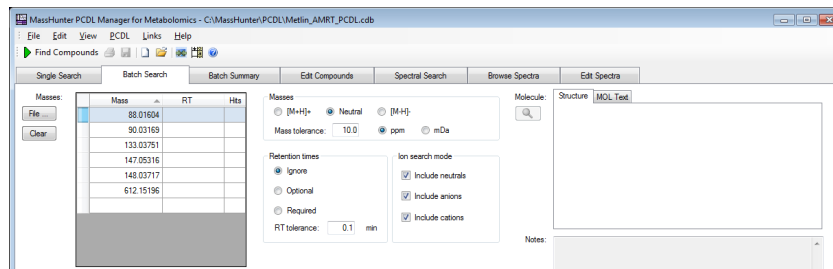 MassHunter PCDL Manager for Metabolomics - C:\MassHunter\PCDL\Metlin_AMRT_PCDL.cdb
File Edit View PCDL Links Help
Find Compounds
Single Search Batch Search Batch Summary Edit Compounds Spectral Search Browse Spectra Edit Spectra
Masses:
File ...
Clear
Mass RT Hits
88.01604
90.03169
133.03751
147.05316
148.03717
612.15196
Masses
[M+H]+ Neutral [M-H]-
Mass tolerance: 10.0 ppm mDa
Retention times
Ignore
Optional
Required
RT tolerance: 0.1 min
Ion search mode
Include neutrals
Include anions
Include cations
Molecule:
Structure MOL Text
Notes: